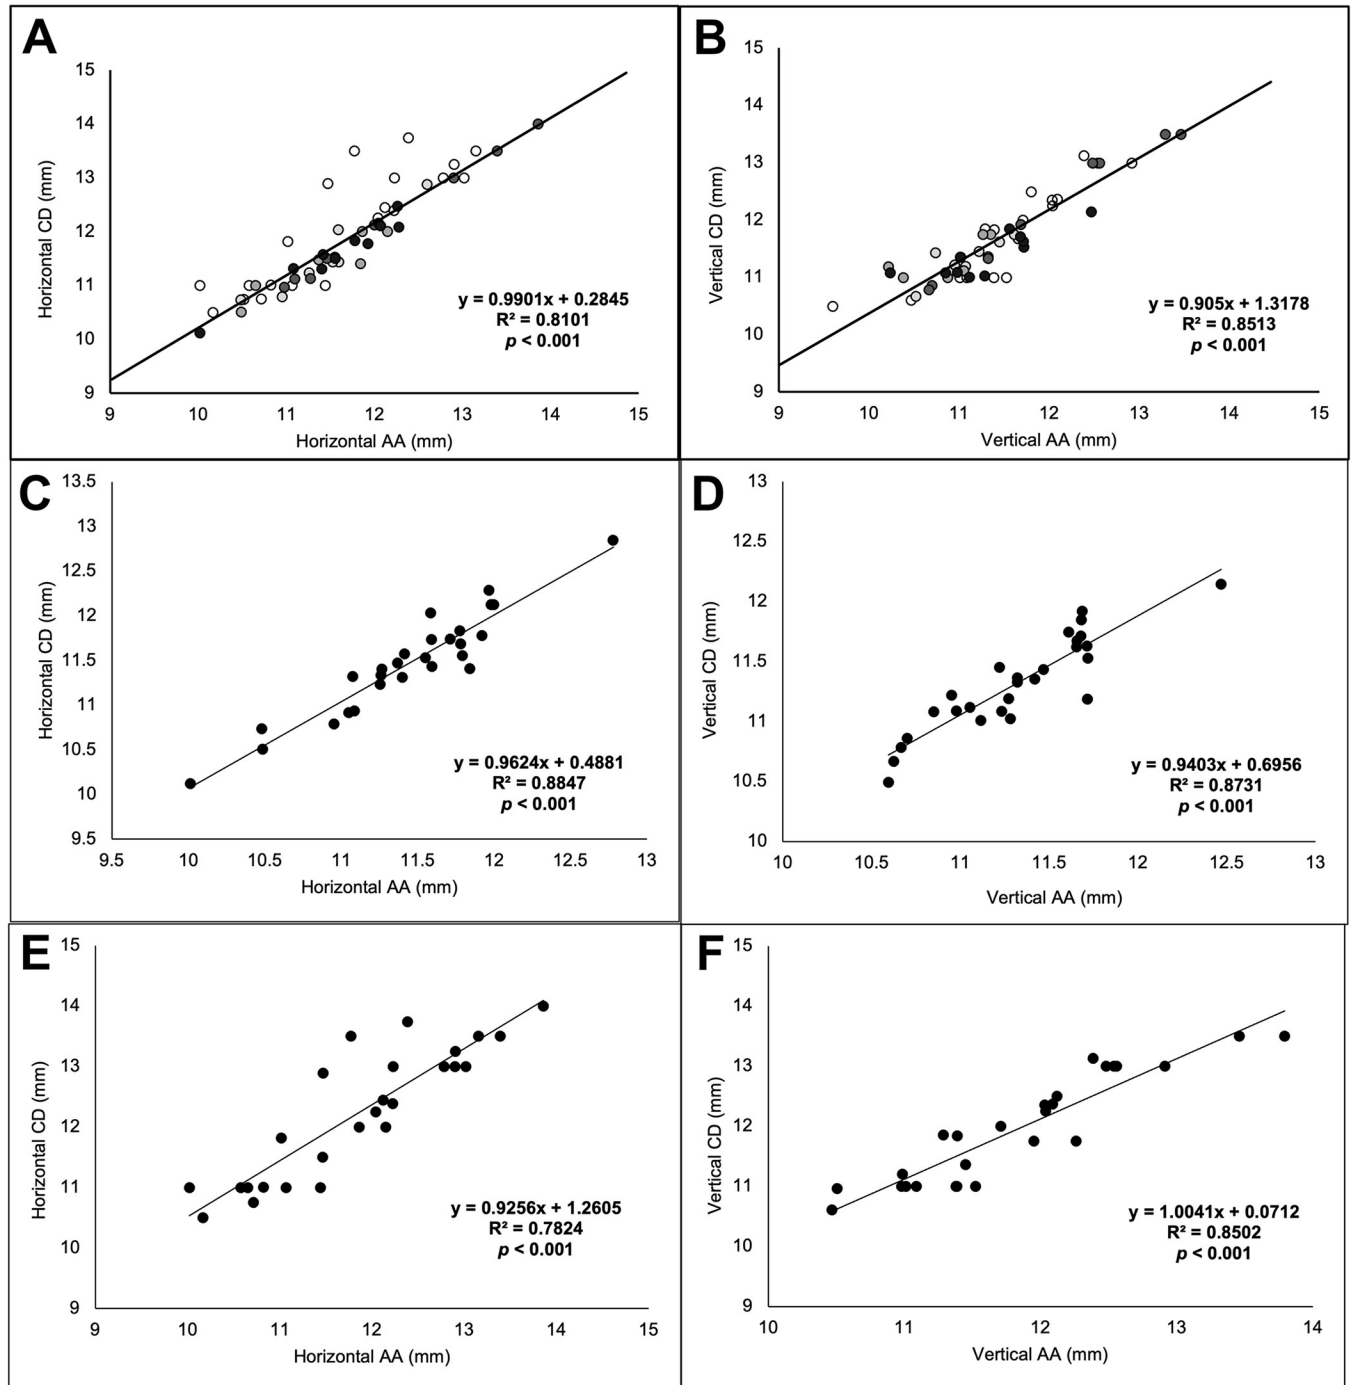 A
15
14
13
12
11
10
9
Horizontal CD (mm)
y = 0.9901x + 0.2845
R² = 0.8101
p < 0.001
9 10 11 12 13 14 15
Horizontal AA (mm)
B
15
14
13
12
11
10
9
Vertical CD (mm)
y = 0.905x + 1.3178
R² = 0.8513
p < 0.001
9 10 11 12 13 14 15
Vertical AA (mm)
C
13.5
13
12.5
12
11.5
11
10.5
10
9.5
Horizontal CD (mm)
y = 0.9624x + 0.4881
R² = 0.8847
p < 0.001
9.5 10 10.5 11 11.5 12 12.5 13
Horizontal AA (mm)
D
13
12.5
12
11.5
11
10.5
10
Vertical CD (mm)
y = 0.9403x + 0.6956
R² = 0.8731
p < 0.001
10 10.5 11 11.5 12 12.5 13
Vertical AA (mm)
E
15
14
13
12
11
10
9
Horizontal CD (mm)
y = 0.9256x + 1.2605
R² = 0.7824
p < 0.001
9 10 11 12 13 14 15
Horizontal AA (mm)
F
15
14
13
12
11
10
9
Vertical CD (mm)
y = 1.0041x + 0.0712
R² = 0.8502
p < 0.001
10 11 12 13 14
Vertical AA (mm)